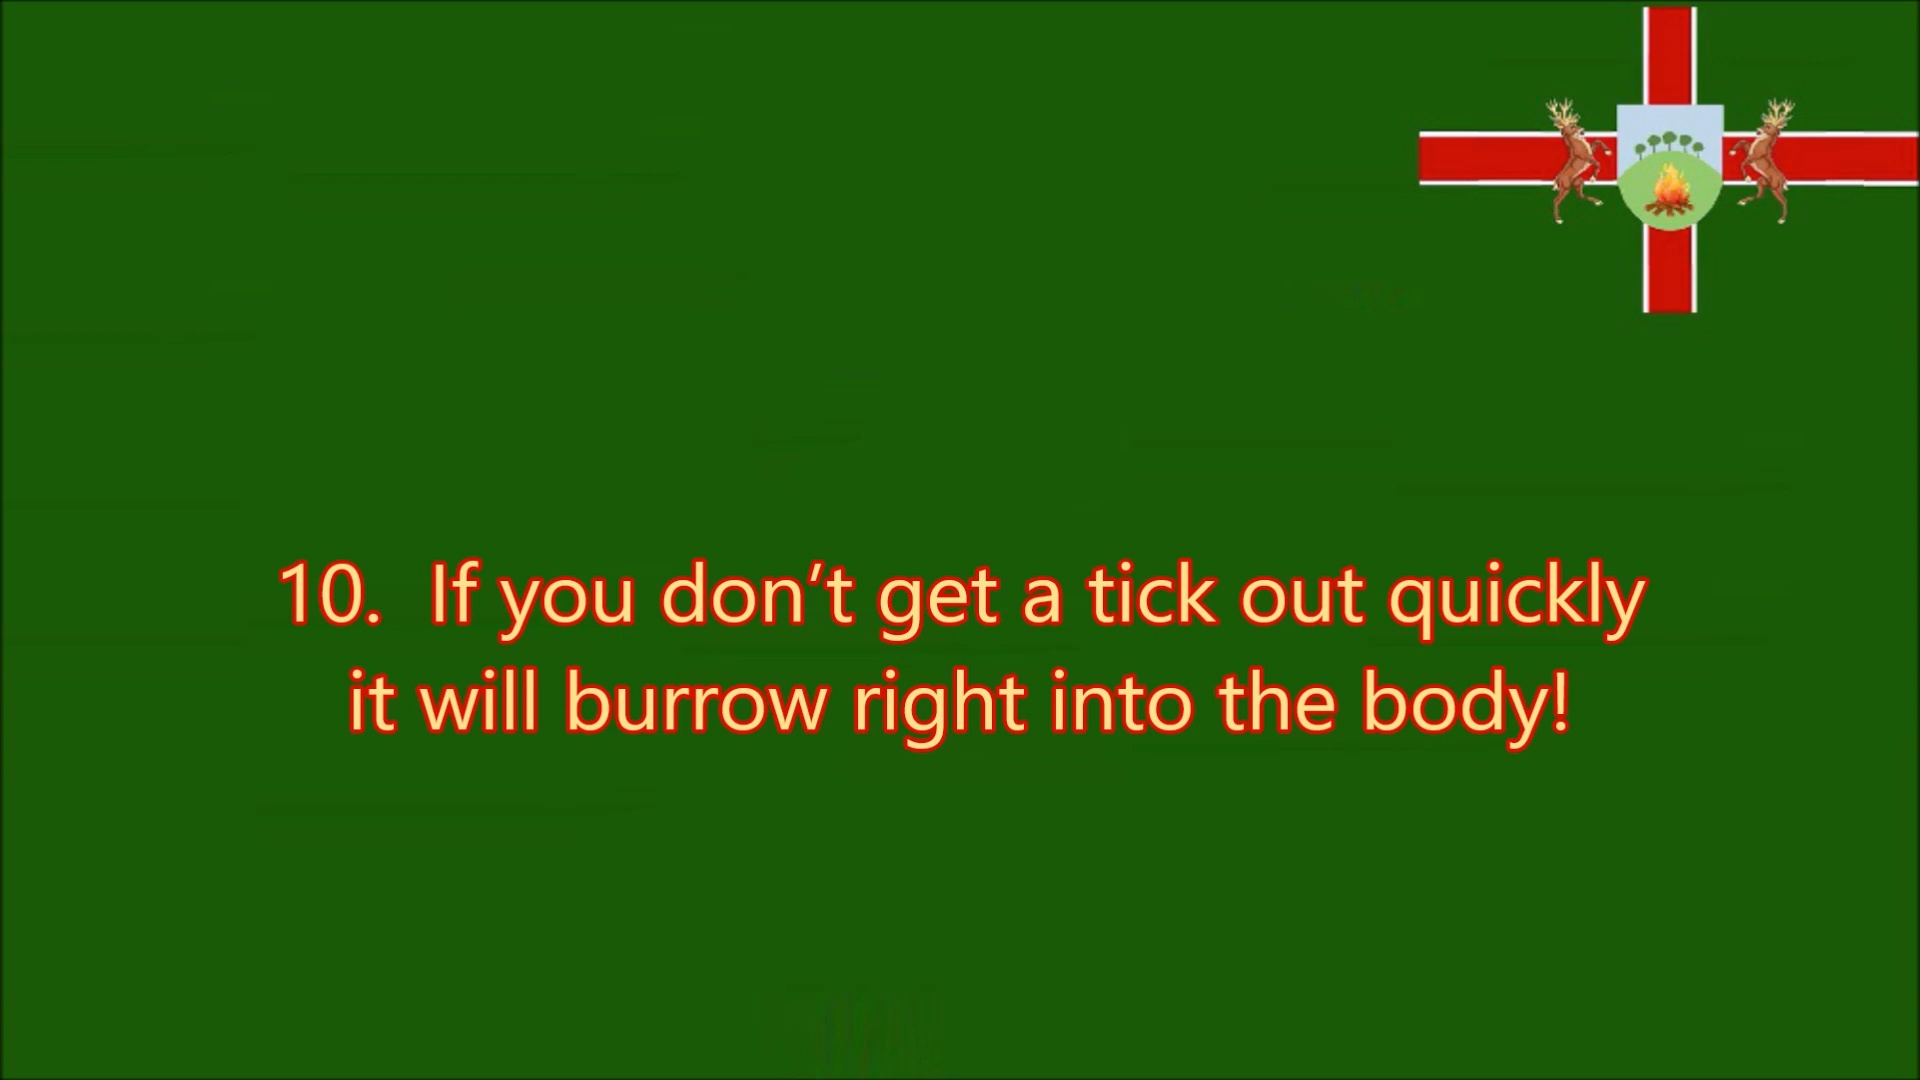 10.  If you don’t get a tick out quickly
it will burrow right into the body!